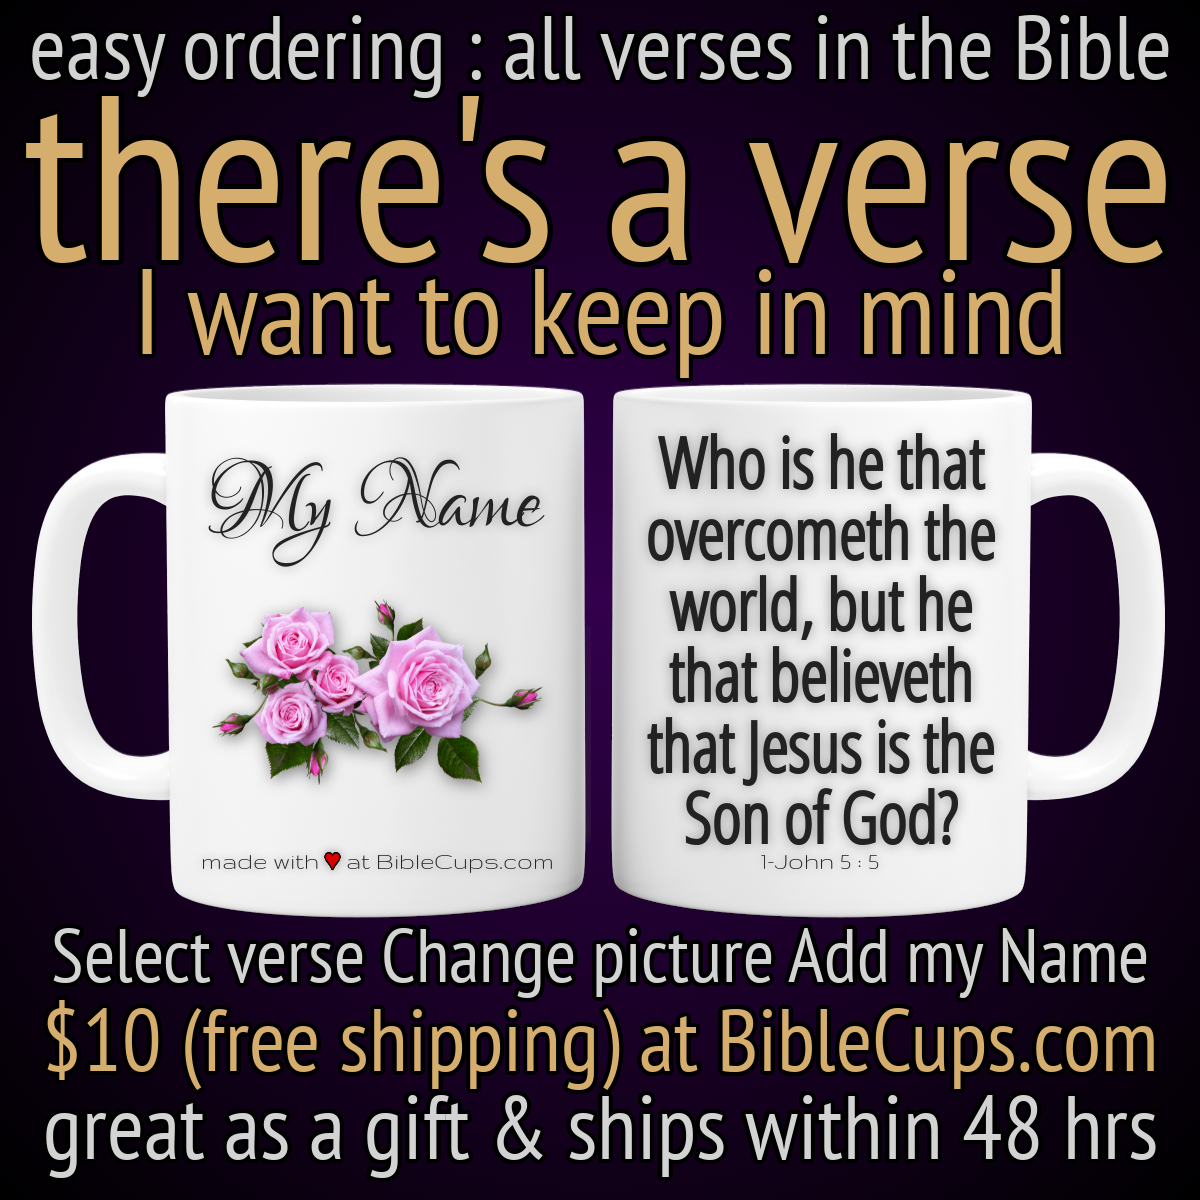 easy ordering : all verses in the Bible
there's a verse
I want to keep in mind
My Name
made with ❤ at BibleCups.com
Who is he that
overcometh the
world, but he
that believeth
that Jesus is the
Son of God?
1-John 5 : 5
Select verse Change picture Add my Name
$10 (free shipping) at BibleCups.com
great as a gift & ships within 48 hrs